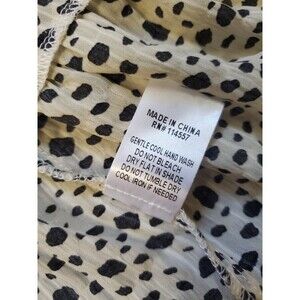 MADE IN CHINA
RN# 114557
GENTLE COOL HAND WASH
DO NOT BLEACH
DRY FLAT IN SHADE
DO NOT TUMBLE DRY
COOL IRON IF NEEDED